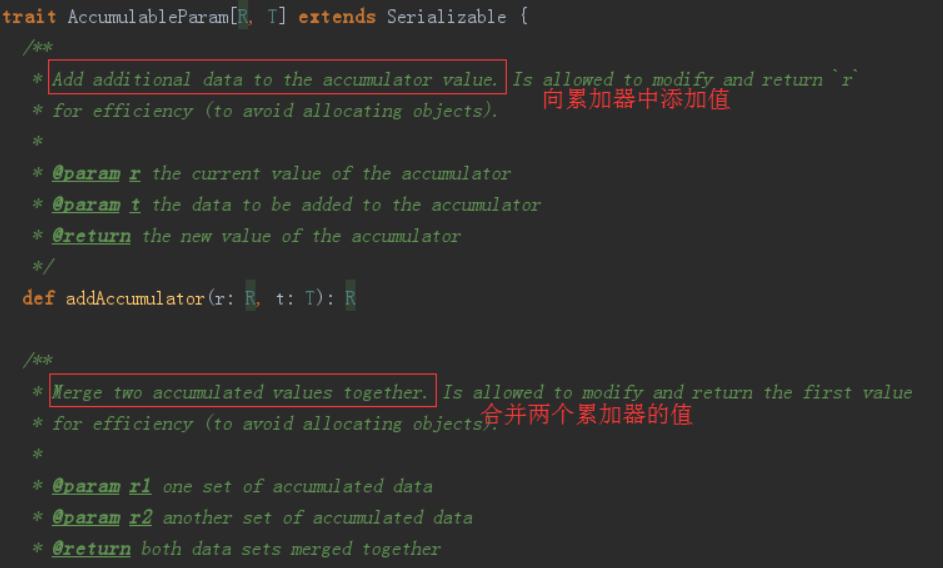 trait AccumulableParam[R, T] extends Serializable {
/**
* Add additional data to the accumulator value. Is allowed to modify and return `r`
向累加器中添加值
* for efficiency (to avoid allocating objects).
*
* @param r the current value of the accumulator
* @param t the data to be added to the accumulator
* @return the new value of the accumulator
*/
def addAccumulator(r: R, t: T): R
/**
* Merge two accumulated values together. Is allowed to modify and return the first value
合并两个累加器的值
* for efficiency (to avoid allocating objects).
*
* @param r1 one set of accumulated data
* @param r2 another set of accumulated data
* @return both data sets merged together